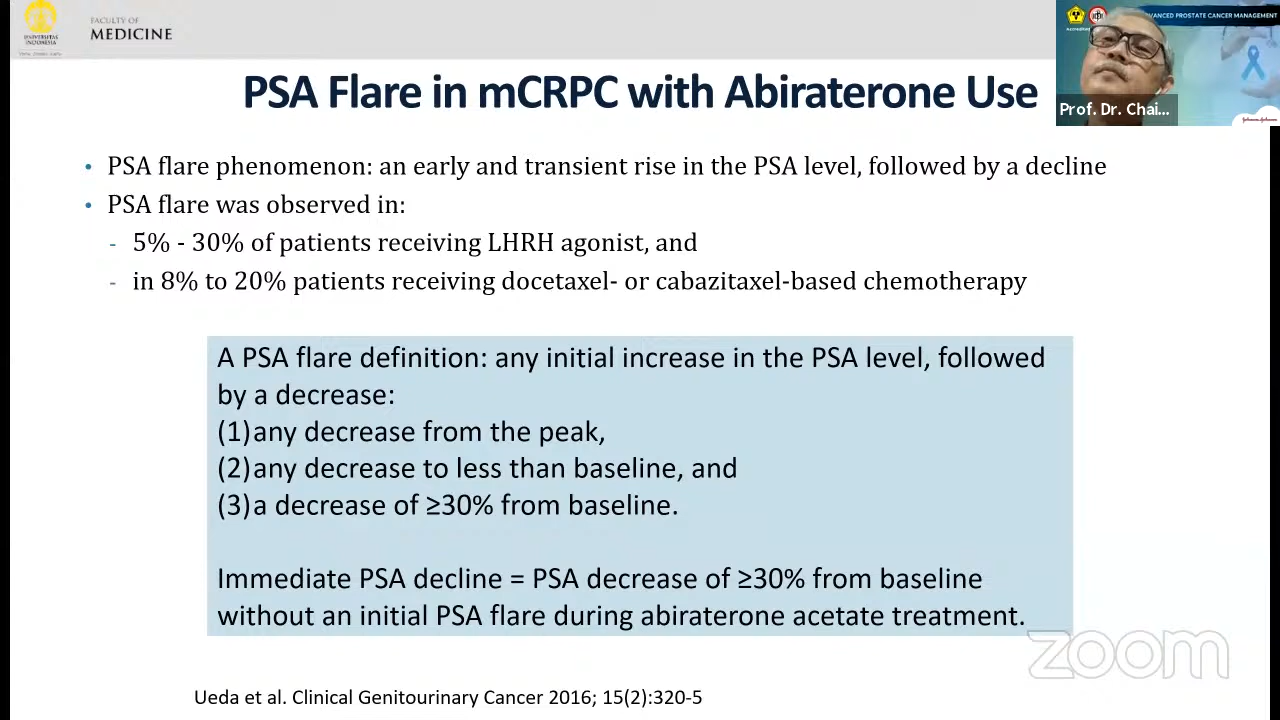 UNIVERSITAS
INDONESIA
FACULTY OF
MEDICINE
ADVANCED PROSTATE CANCER MANAGEMENT
Prof. Dr. Chai...
PSA Flare in mCRPC with Abiraterone Use
• PSA flare phenomenon: an early and transient rise in the PSA level, followed by a decline
• PSA flare was observed in:
- 5% - 30% of patients receiving LHRH agonist, and
- in 8% to 20% patients receiving docetaxel- or cabazitaxel-based chemotherapy
A PSA flare definition: any initial increase in the PSA level, followed
by a decrease:
(1) any decrease from the peak,
(2) any decrease to less than baseline, and
(3) a decrease of ≥30% from baseline.
Immediate PSA decline = PSA decrease of ≥30% from baseline
without an initial PSA flare during abiraterone acetate treatment.
zoom
Ueda et al. Clinical Genitourinary Cancer 2016; 15(2):320-5